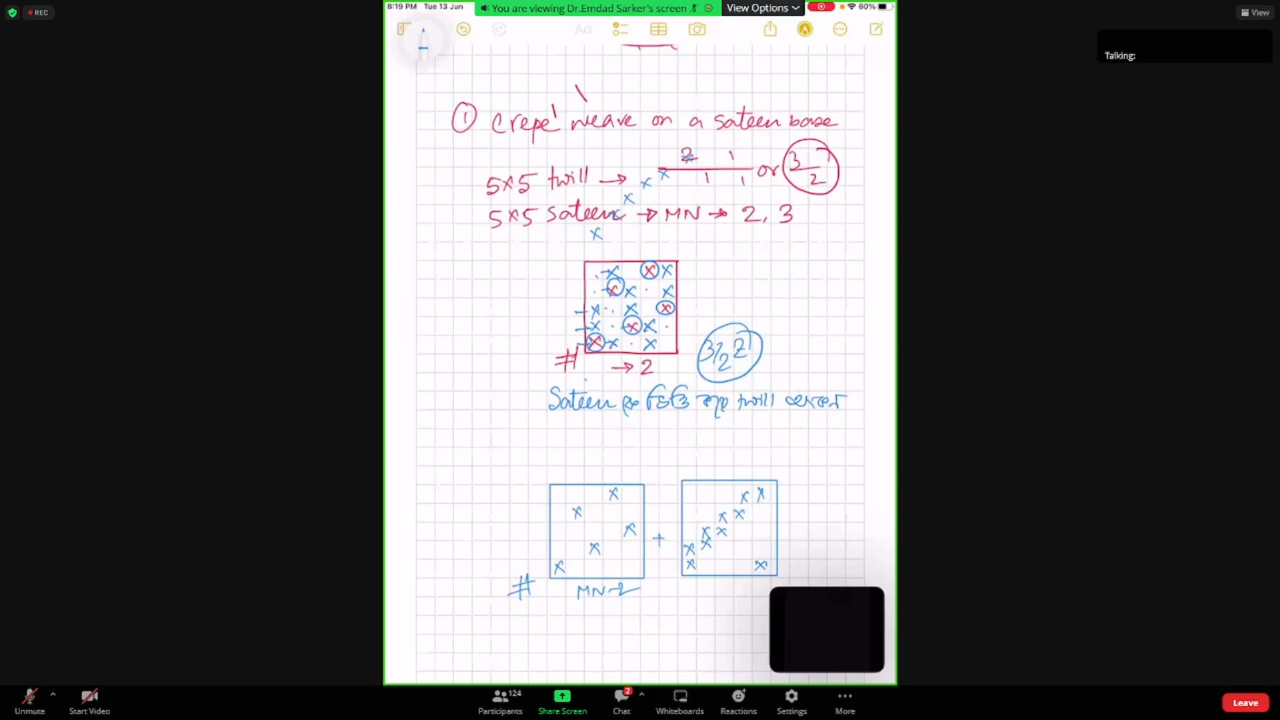 8:19 PM Tue 13 Jun
You are viewing Dr.Emdad Sarker's screen
View Options
60%
REC
View
Talking:
Aa
① Crepe weave on a sateen base
5×5 twill → 2 1 / 1 1 or 3/2
5×5 Sateen → MN → 2, 3
# → 2
3/2
Sateen twill
+
# MN-2
Unmute
Start Video
124
Participants
Share Screen
2
Chat
Whiteboards
Reactions
Settings
More
Leave